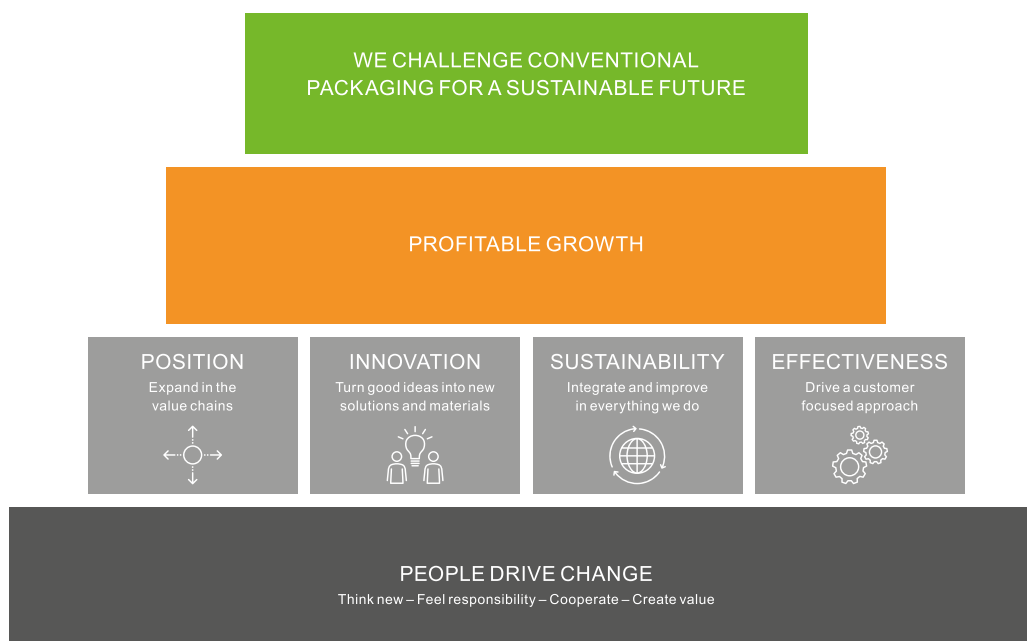 WE CHALLENGE CONVENTIONAL
PACKAGING FOR A SUSTAINABLE FUTURE
PROFITABLE GROWTH
POSITION
Expand in the
value chains
INNOVATION
Turn good ideas into new
solutions and materials
SUSTAINABILITY
Integrate and improve
in everything we do
EFFECTIVENESS
Drive a customer
focused approach
PEOPLE DRIVE CHANGE
Think new – Feel responsibility – Cooperate – Create value